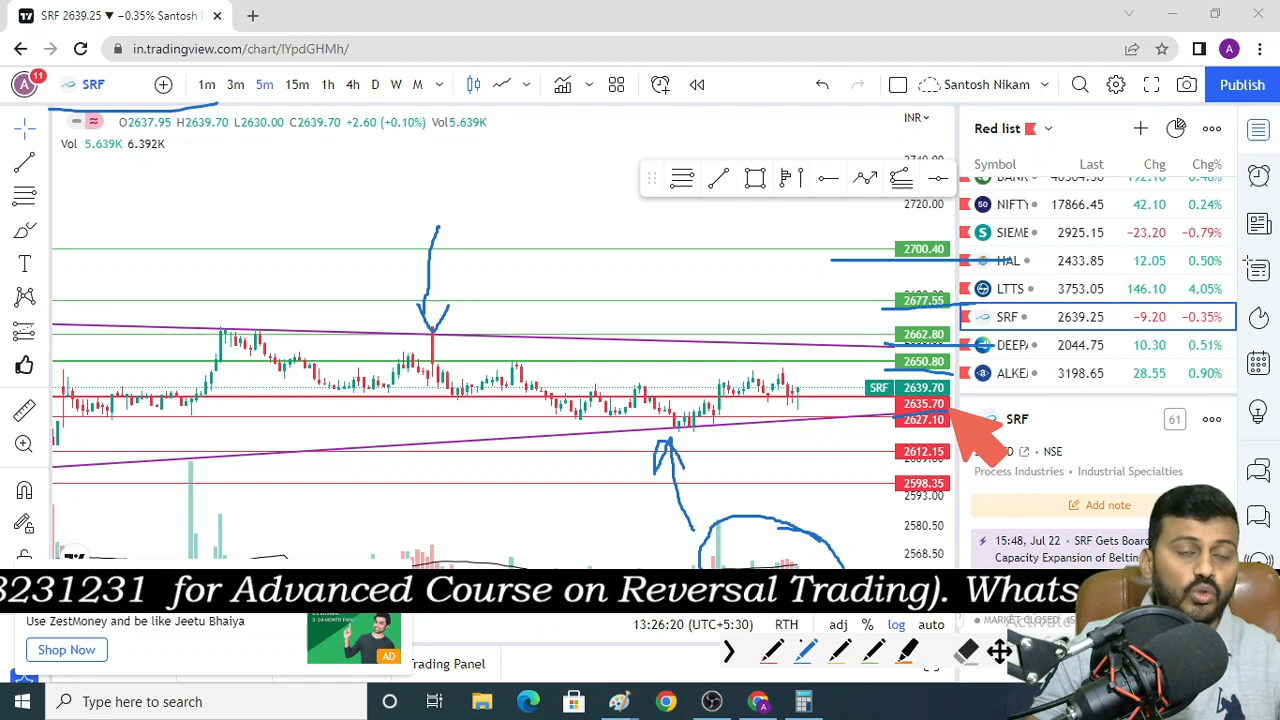 SRF 2639.25 ▼ −0.35% Santosh N
in.tradingview.com/chart/IYpdGHMh/
A 11 SRF 1m 3m 5m 15m 1h 4h D W M Santosh Nikam Publish
O2637.95 H2639.70 L2630.00 C2639.70 +2.60 (+0.10%) Vol5.639K
INR
Vol 5.639K 6.392K
2720.00
2700.40
2677.55
2662.80
2650.80
SRF 2639.70
2635.70
2627.10
2612.15
2598.35
2593.00
2580.50
2568.50
Red list
Symbol Last Chg Chg%
NIFTY 17866.45 42.10 0.24%
SIEME 2925.15 −23.20 −0.79%
HAL 2433.85 12.05 0.50%
LTTS 3753.05 146.10 4.05%
SRF 2639.25 −9.20 −0.35%
DEEPA 2044.75 10.30 0.51%
ALKE 3198.65 28.55 0.90%
SRF 61
NSE
Process Industries • Industrial Specialties
Add note
15:48, Jul 22 • SRF Gets Board
Capacity Expansion of Belting
8231231 for Advanced Course on Reversal Trading). Whats
Use ZestMoney and be like Jeetu Bhaiya
Shop Now
AD
13:26:20 (UTC+5:30) RTH adj % log auto
Trading Panel
Type here to search